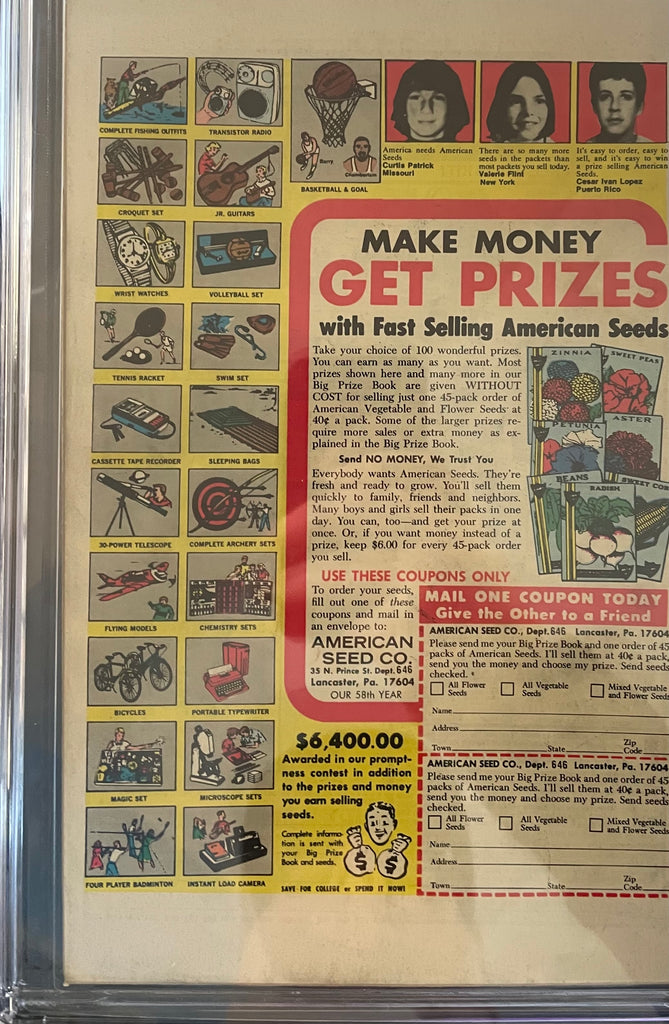 COMPLETE FISHING OUTFITS
TRANSISTOR RADIO
CROQUET SET
JR. GUITARS
WRIST WATCHES
VOLLEYBALL SET
TENNIS RACKET
SWIM SET
CASSETTE TAPE RECORDER
SLEEPING BAGS
30-POWER TELESCOPE
COMPLETE ARCHERY SETS
FLYING MODELS
CHEMISTRY SETS
BICYCLES
PORTABLE TYPEWRITER
MAGIC SET
MICROSCOPE SETS
FOUR PLAYER BADMINTON
INSTANT LOAD CAMERA
Barry
Chamberlain
BASKETBALL & GOAL
America needs American
Seeds
Curtis Patrick
Missouri
There are so many more
seeds in the packets than
most packets you sell today.
Valerie Flint
New York
It's easy to order, easy to
sell, and it's easy to win
a prize selling American
Seeds.
Cesar Ivan Lopez
Puerto Rico
MAKE MONEY
GET PRIZES
with Fast Selling American Seeds
Take your choice of 100 wonderful prizes.
You can earn as many as you want. Most
prizes shown here and many more in our
Big Prize Book are given WITHOUT
COST for selling just one 45-pack order of
American Vegetable and Flower Seeds at
40¢ a pack. Some of the larger prizes re-
quire more sales or extra money as ex-
plained in the Big Prize Book.
Send NO MONEY, We Trust You
Everybody wants American Seeds. They're
fresh and ready to grow. You'll sell them
quickly to family, friends and neighbors.
Many boys and girls sell their packs in one
day. You can, too—and get your prize at
once. Or, if you want money instead of a
prize, keep $6.00 for every 45-pack order
you sell.
ZINNIA
SWEET PEAS
PETUNIA
ASTER
BEANS
RADISH
SWEET CO
USE THESE COUPONS ONLY
To order your seeds,
fill out one of these
coupons and mail in
an envelope to:
AMERICAN
SEED CO.
35 N. Prince St. Dept. 646
Lancaster, Pa. 17604
OUR 58th YEAR
MAIL ONE COUPON TODAY
Give the Other to a Friend
AMERICAN SEED CO., Dept. 646 Lancaster, Pa. 17604
Please send me your Big Prize Book and one order of 45
packs of American Seeds. I'll sell them at 40¢ a pack,
send you the money and choose my prize. Send seeds
checked.
All Flower
Seeds
All Vegetable
Seeds
Mixed Vegetable
and Flower Seeds
Name
Address
Town State Zip Code
AMERICAN SEED CO., Dept. 646 Lancaster, Pa. 17604
Please send me your Big Prize Book and one order of 45
packs of American Seeds. I'll sell them at 40¢ a pack,
send you the money and choose my prize. Send seeds
checked.
All Flower
Seeds
All Vegetable
Seeds
Mixed Vegetable
and Flower Seeds
Name
Address
Town State Zip Code
$6,400.00
Awarded in our prompt-
ness contest in addition
to the prizes and money
you earn selling
seeds.
Complete informa-
tion is sent with
your Big Prize
Book and seeds.
$ $
SAVE FOR COLLEGE or SPEND IT NOW!